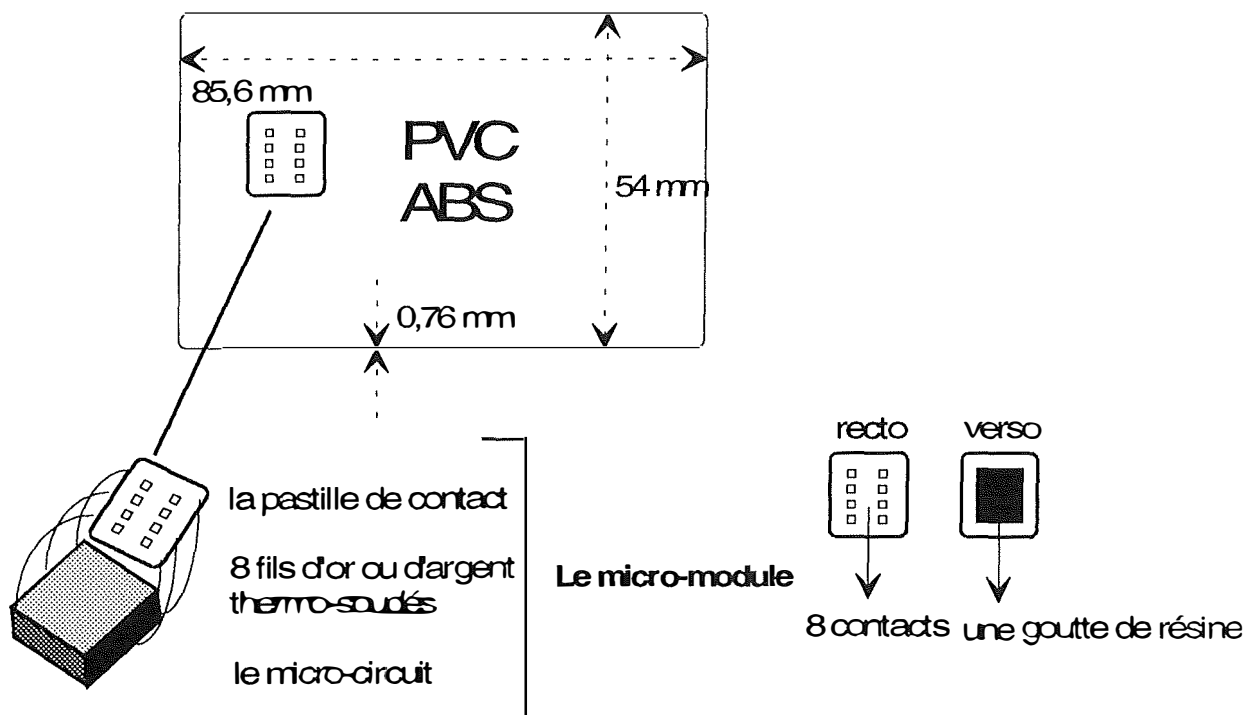 85,6 mm
PVC
ABS
54 mm
0,76 mm
la pastille de contact
8 fils d'or ou d'argent
thermo-soudés
le micro-circuit
Le micro-module
recto
verso
8 contacts
une goutte de résine